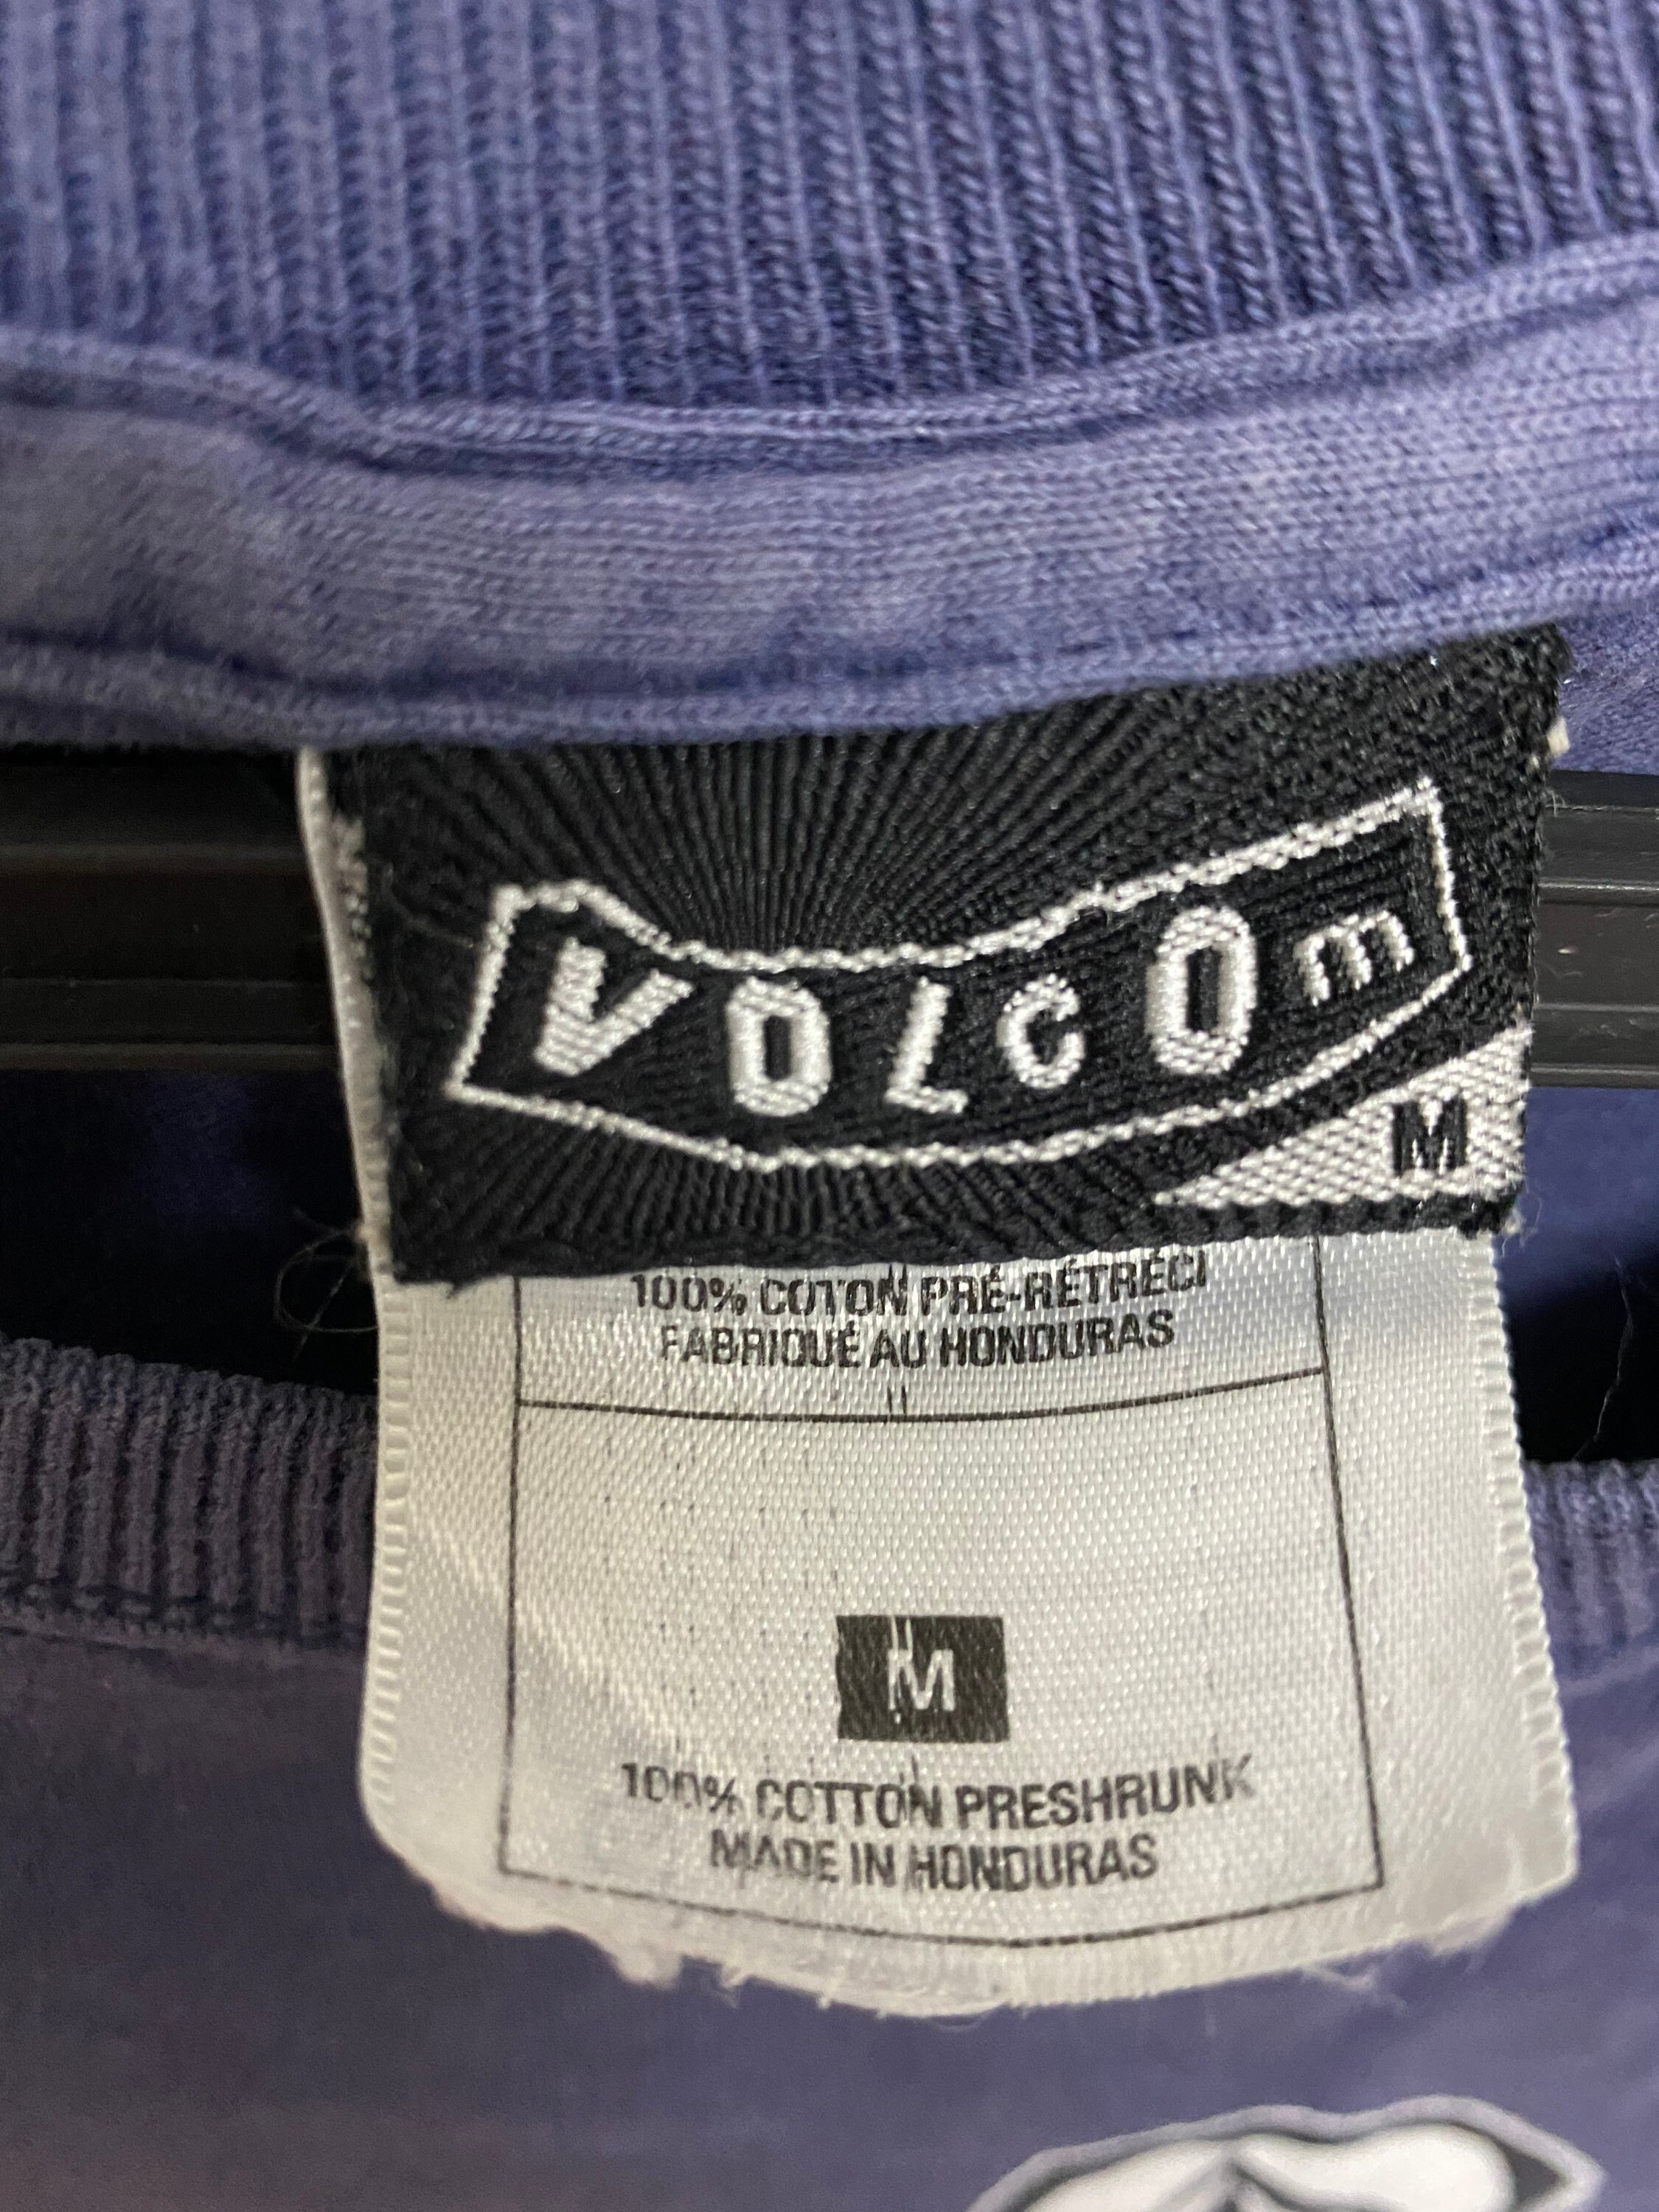 VOLCOm
M
100% COTON PRÉ-RÉTRÉCI
FABRIQUÉ AU HONDURAS
M
100% COTTON PRESHRUNK
MADE IN HONDURAS